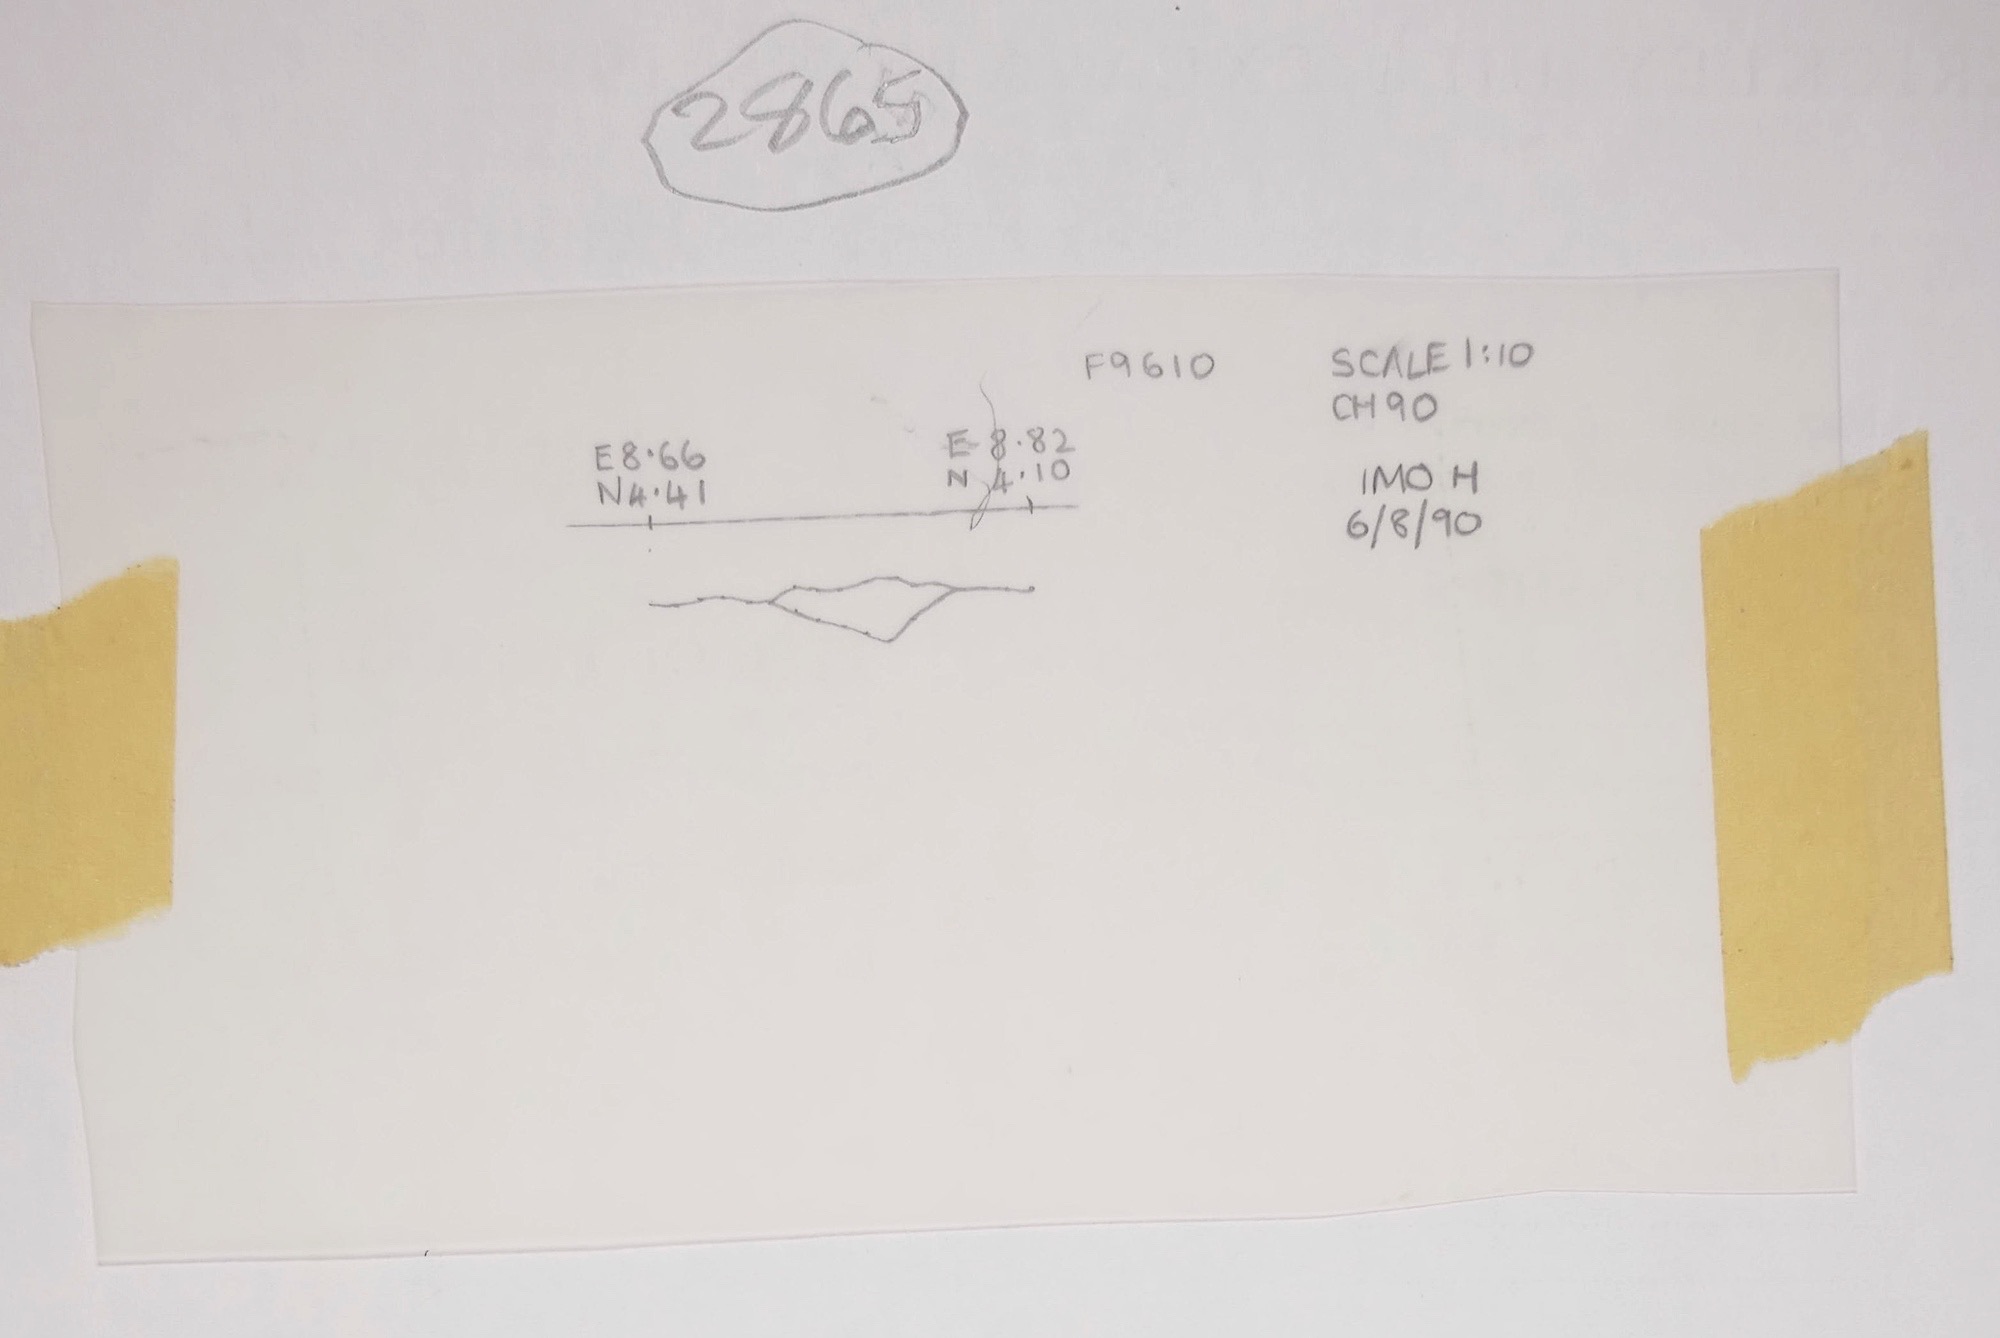 2865
F9610
SCALE 1:10
CH90
E8.66
N4.41
E 8.82
N 4.10
IMO H
6/8/90